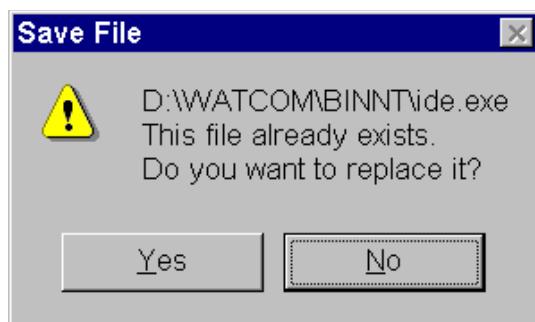 Save File
D:\WATCOM\BINNT\ide.exe
This file already exists.
Do you want to replace it?
Yes
No